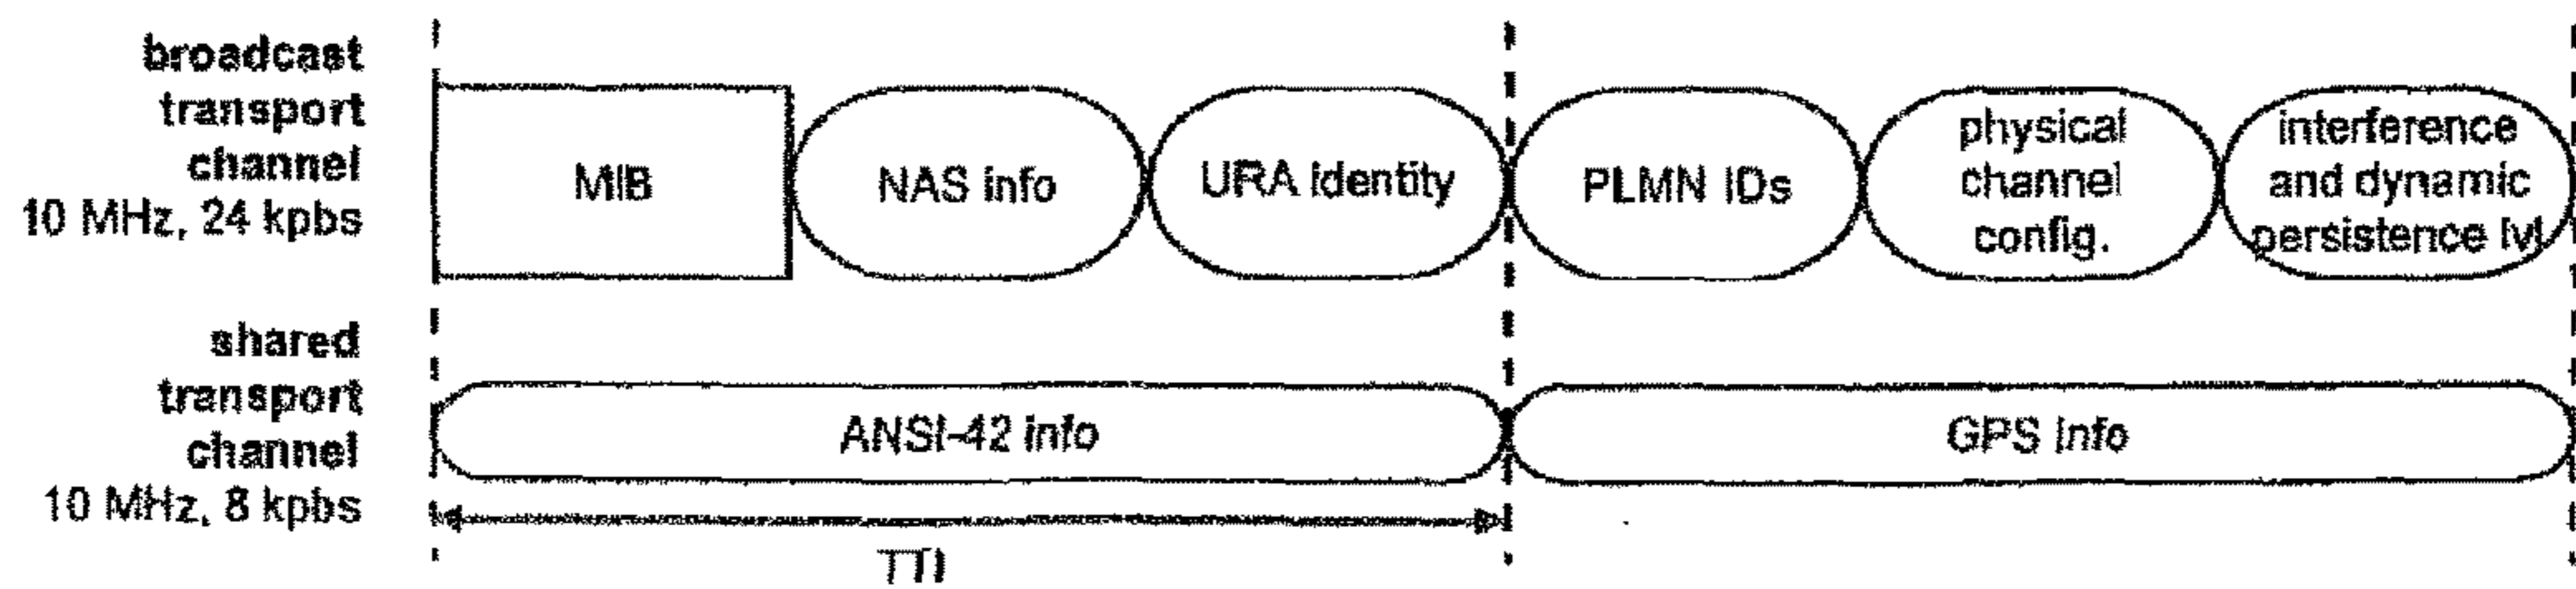 broadcast
transport
channel
10 MHz, 24 kpbs
MIB
NAS info
URA identity
PLMN IDs
physical
channel
config.
interference
and dynamic
persistence lvl
shared
transport
channel
10 MHz, 8 kpbs
ANSI-42 info
GPS info
TTI